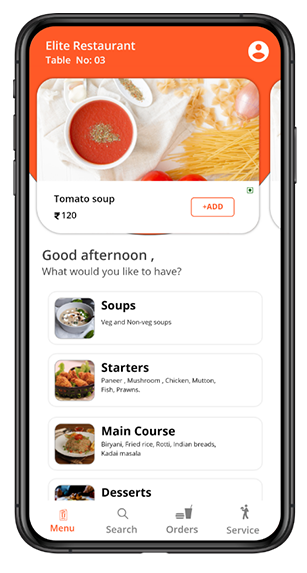 Elite Restaurant
Table No: 03
Tomato soup
₹ 120
+ADD
Good afternoon ,
What would you like to have?
Soups
Veg and Non-veg soups
Starters
Paneer , Mushroom , Chicken, Mutton,
Fish, Prawns.
Main Course
Biryani, Fried rice, Rotti, Indian breads,
Kadai masala
Desserts
Menu
Search
Orders
Service